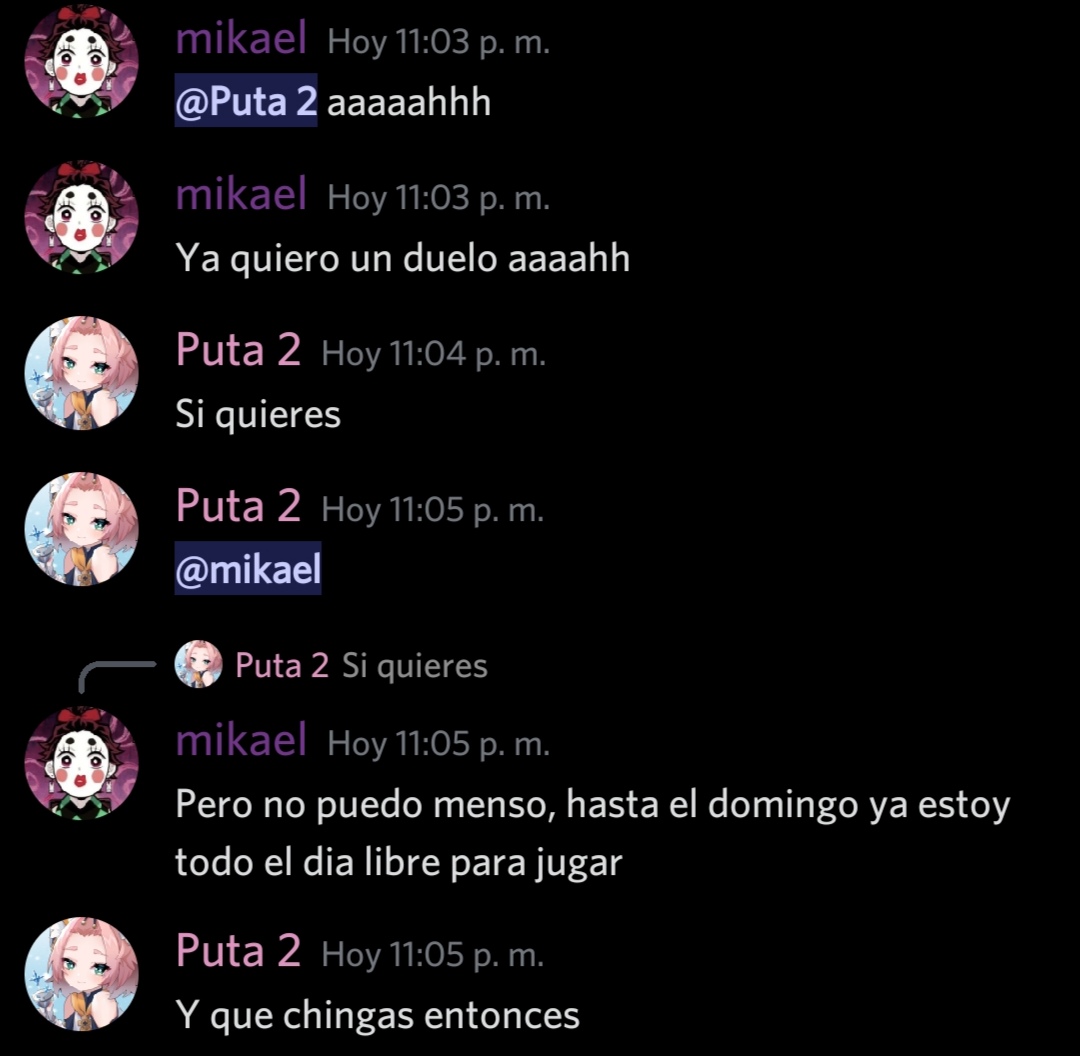 mikael Hoy 11:03 p. m.
@Puta 2 aaaaahhh
mikael Hoy 11:03 p. m.
Ya quiero un duelo aaaahh
Puta 2 Hoy 11:04 p. m.
Si quieres
Puta 2 Hoy 11:05 p. m.
@mikael
Puta 2 Si quieres
mikael Hoy 11:05 p. m.
Pero no puedo menso, hasta el domingo ya estoy
todo el dia libre para jugar
Puta 2 Hoy 11:05 p. m.
Y que chingas entonces